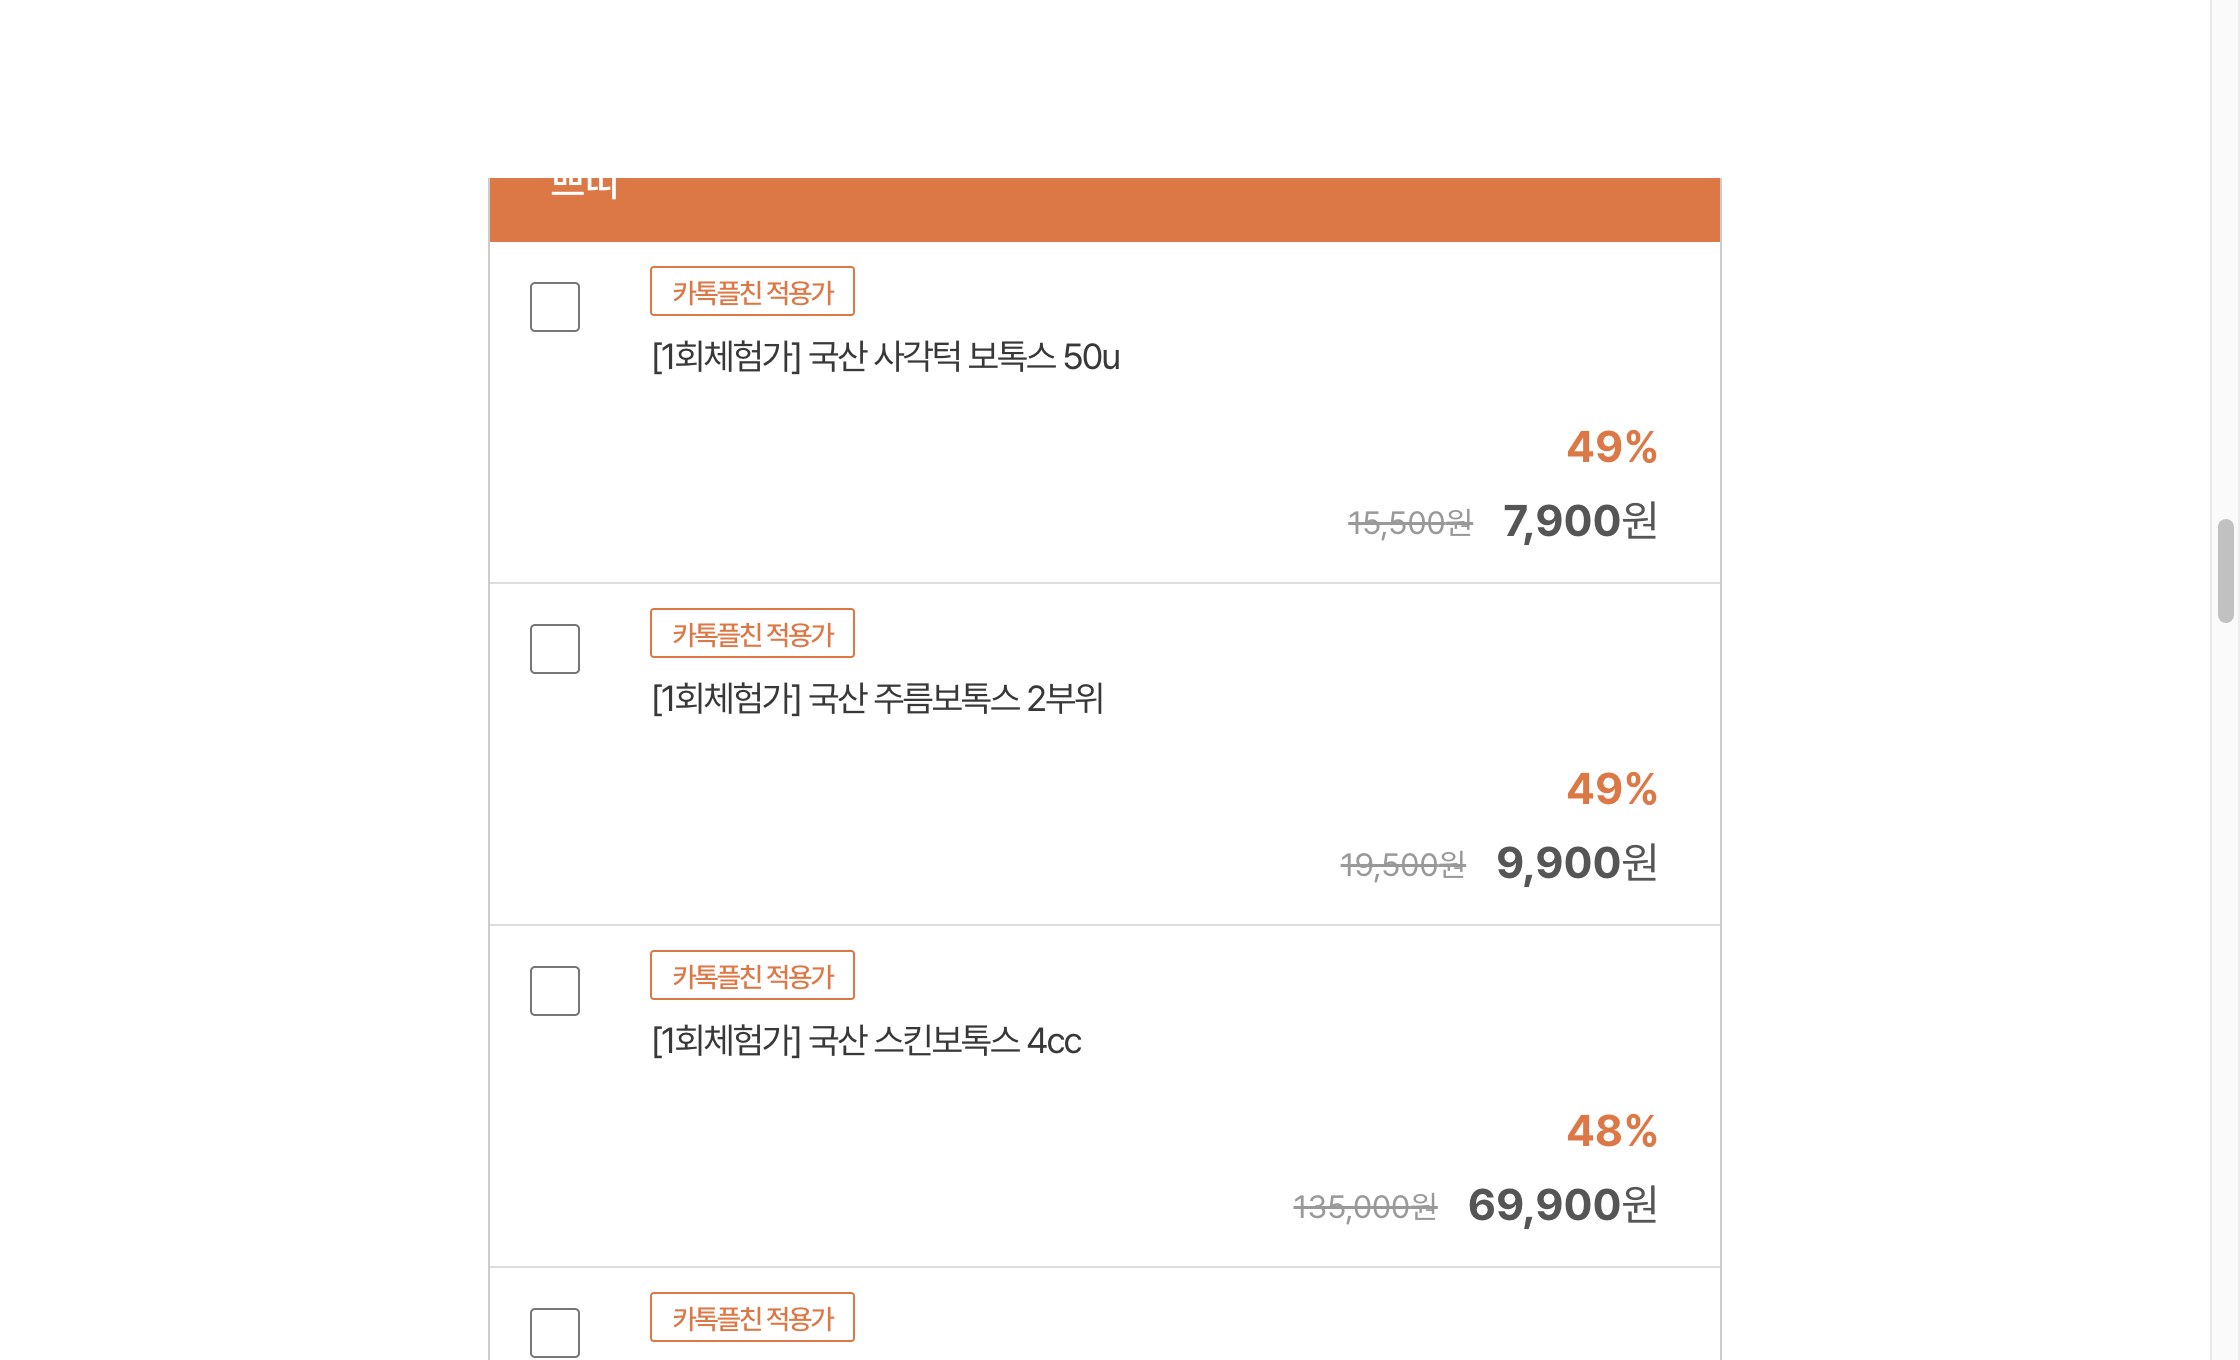 카톡플친 적용가
[1회체험가] 국산 사각턱 보톡스 50u
49%
15,500원 7,900원
카톡플친 적용가
[1회체험가] 국산 주름보톡스 2부위
49%
19,500원 9,900원
카톡플친 적용가
[1회체험가] 국산 스킨보톡스 4cc
48%
135,000원 69,900원
카톡플친 적용가